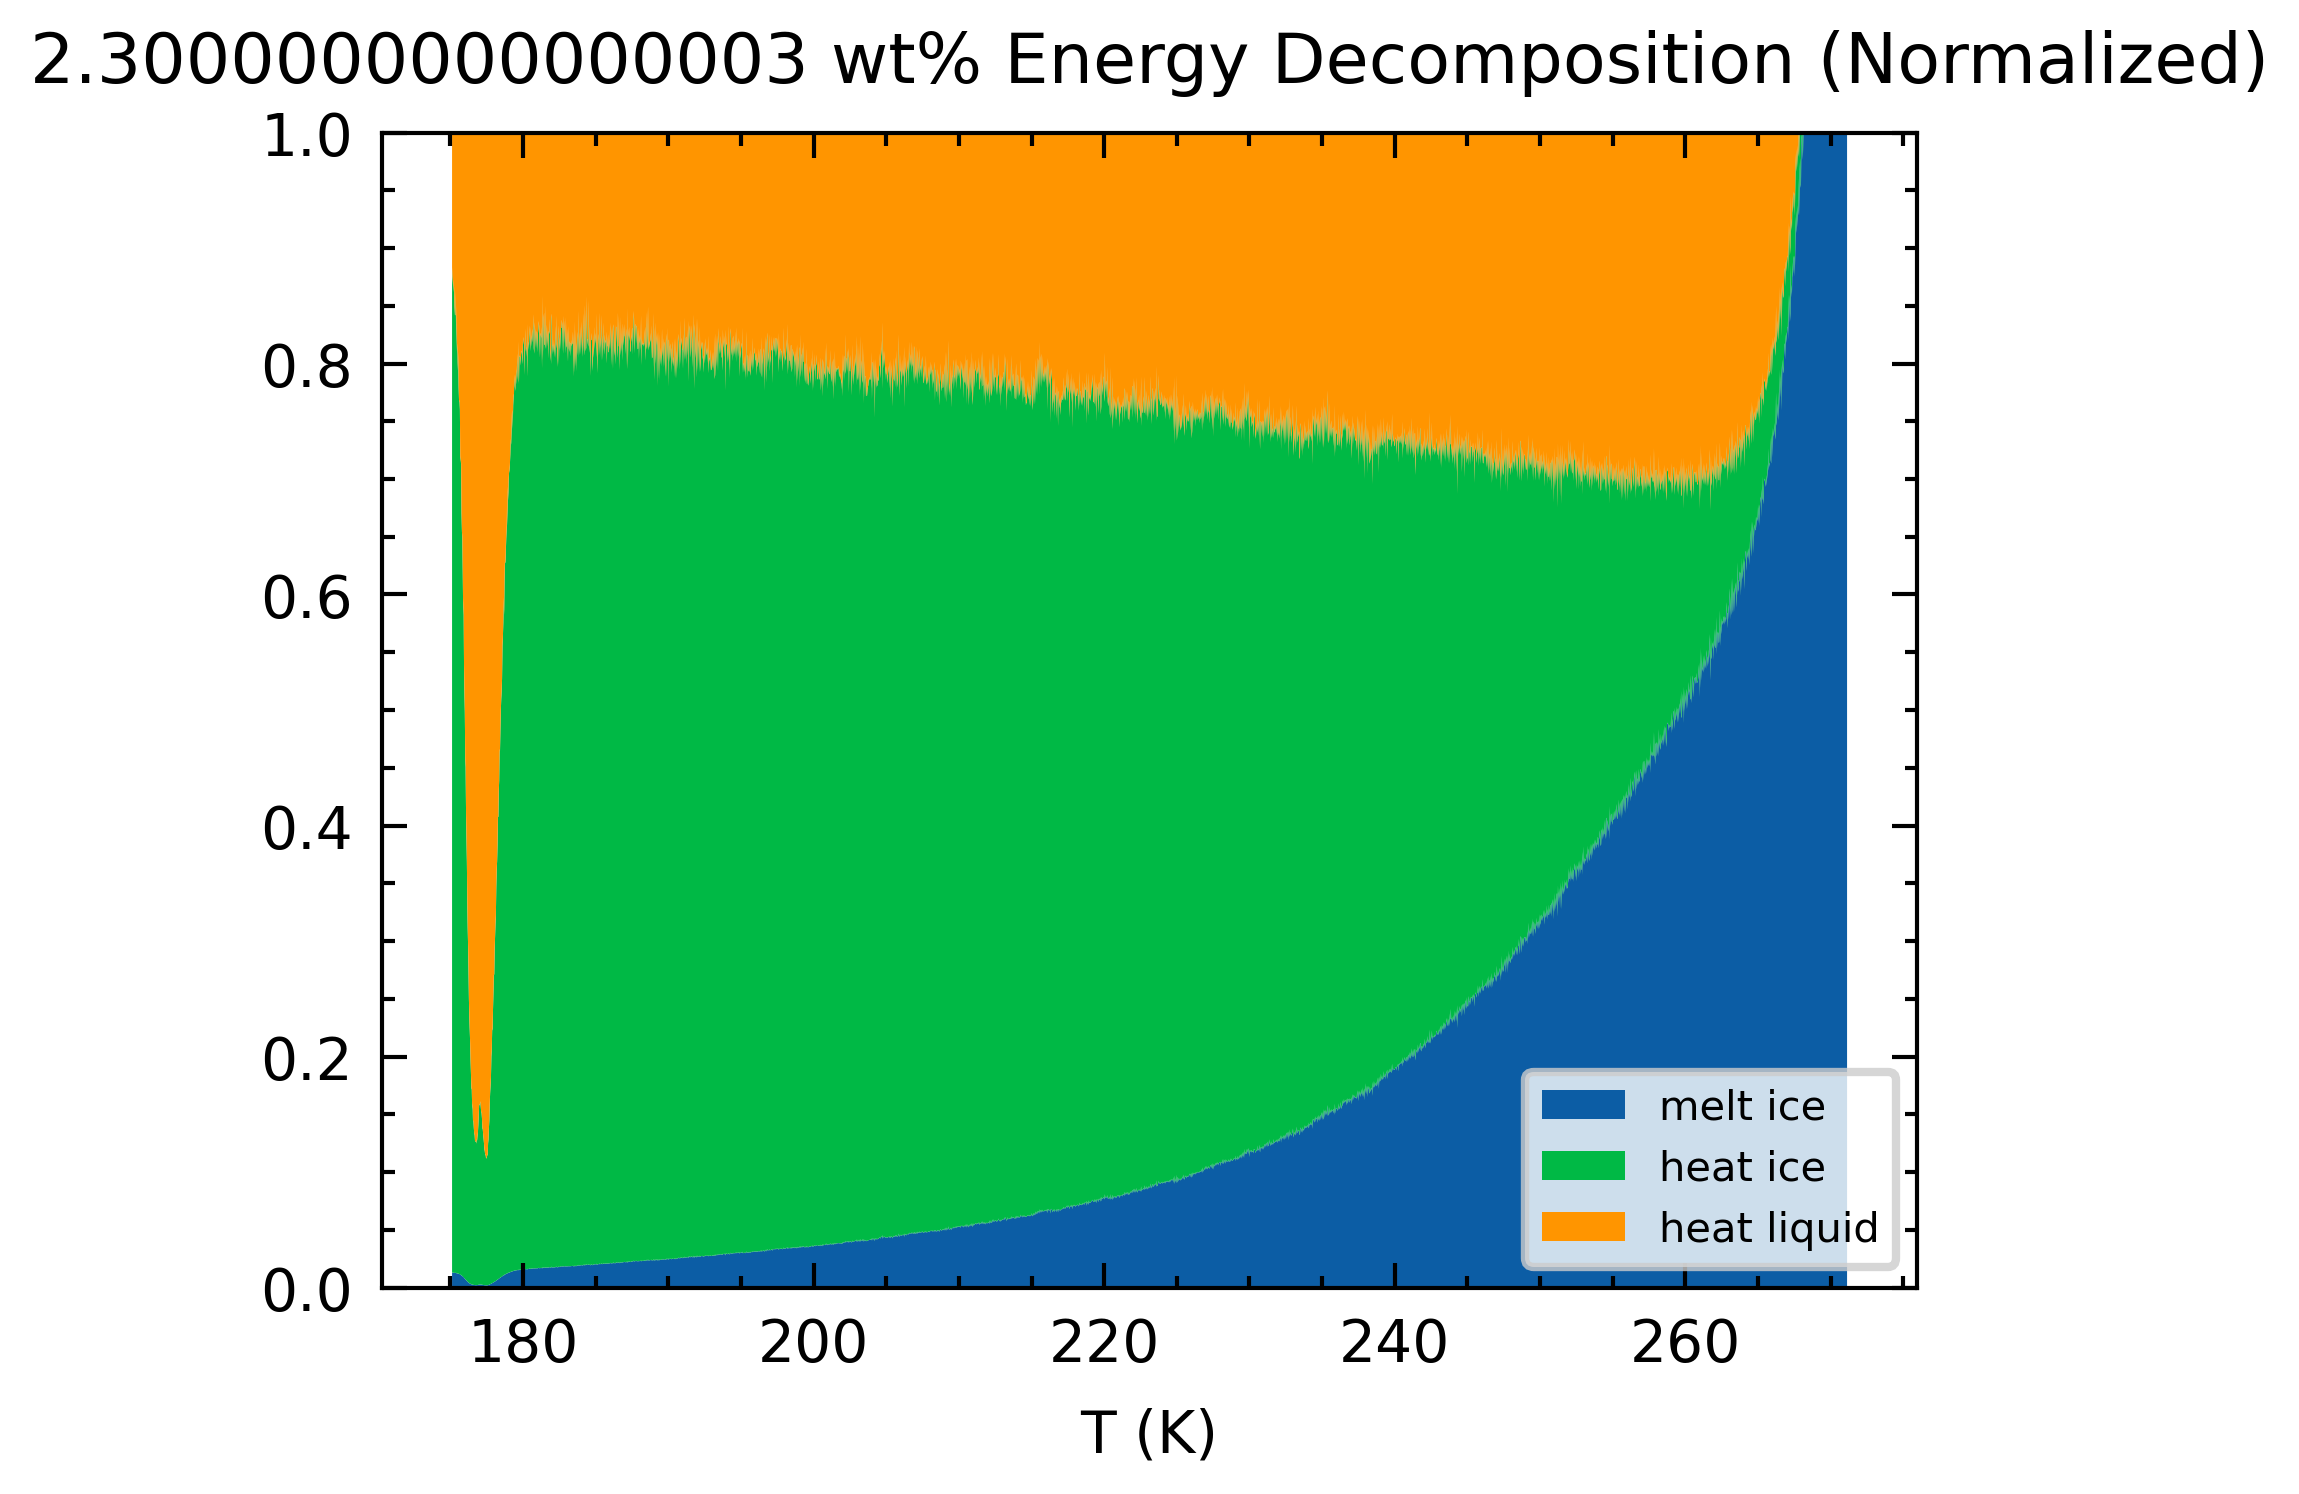 2.3000000000000003 wt% Energy Decomposition (Normalized)
1.0
0.8
0.6
0.4
0.2
0.0
melt ice
heat ice
heat liquid
180 200 220 240 260
T (K)